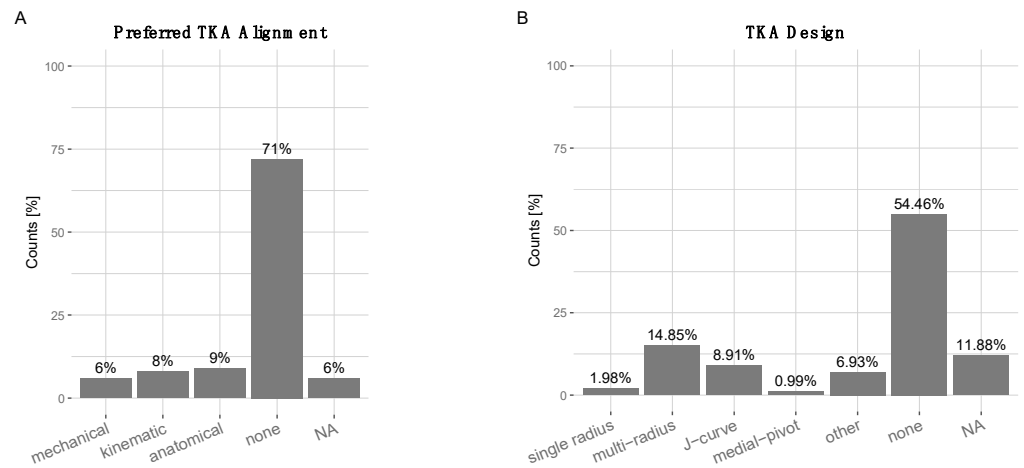 A
Preferred TKA Alignment
Counts [%]
100
75
50
25
0
6%
8%
9%
71%
6%
mechanical
kinematic
anatomical
none
NA
B
TKA Design
Counts [%]
100
75
50
25
0
1.98%
14.85%
8.91%
0.99%
6.93%
54.46%
11.88%
single radius
multi-radius
J-curve
medial-pivot
other
none
NA